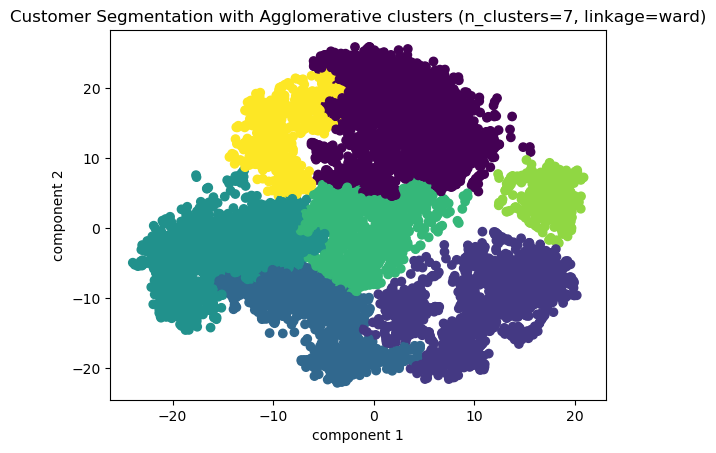 Customer Segmentation with Agglomerative clusters (n_clusters=7, linkage=ward)
20
10
0
−10
−20
component 2
−20 −10 0 10 20
component 1